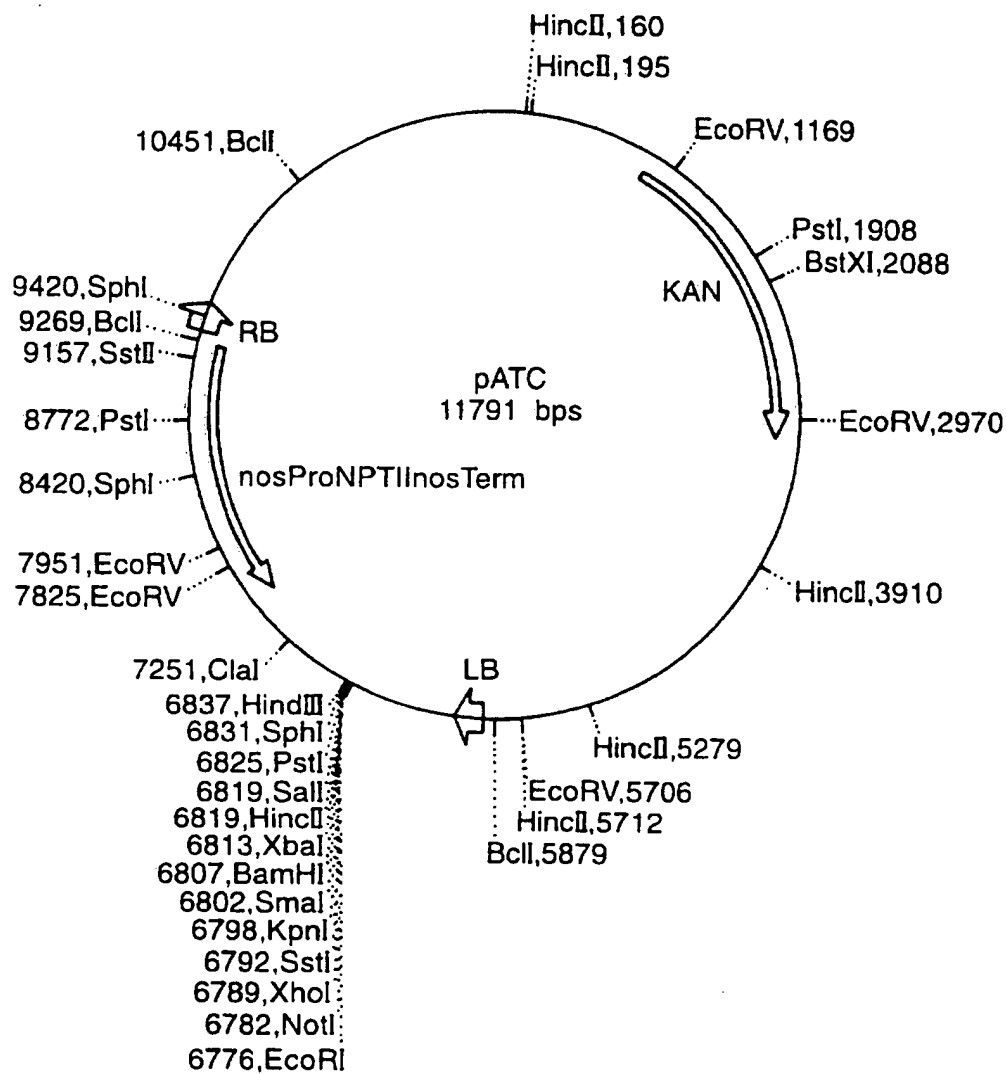 HincⅡ,160
HincⅡ,195
EcoRV,1169
10451,BclⅠ
PstⅠ,1908
BstXⅠ,2088
KAN
9420,SphⅠ
9269,BclⅠ
RB
9157,SstⅡ
pATC
11791 bps
8772,PstⅠ
EcoRV,2970
8420,SphⅠ
nosProNPTIInosTerm
7951,EcoRV
7825,EcoRV
HincⅡ,3910
7251,ClaⅠ
LB
6837,HindⅢ
6831,SphⅠ
HincⅡ,5279
6825,PstⅠ
6819,SalⅠ
EcoRV,5706
6819,HincⅡ
HincⅡ,5712
6813,XbaⅠ
BclⅠ,5879
6807,BamHⅠ
6802,SmaⅠ
6798,KpnⅠ
6792,SstⅠ
6789,XhoⅠ
6782,NotⅠ
6776,EcoRⅠ